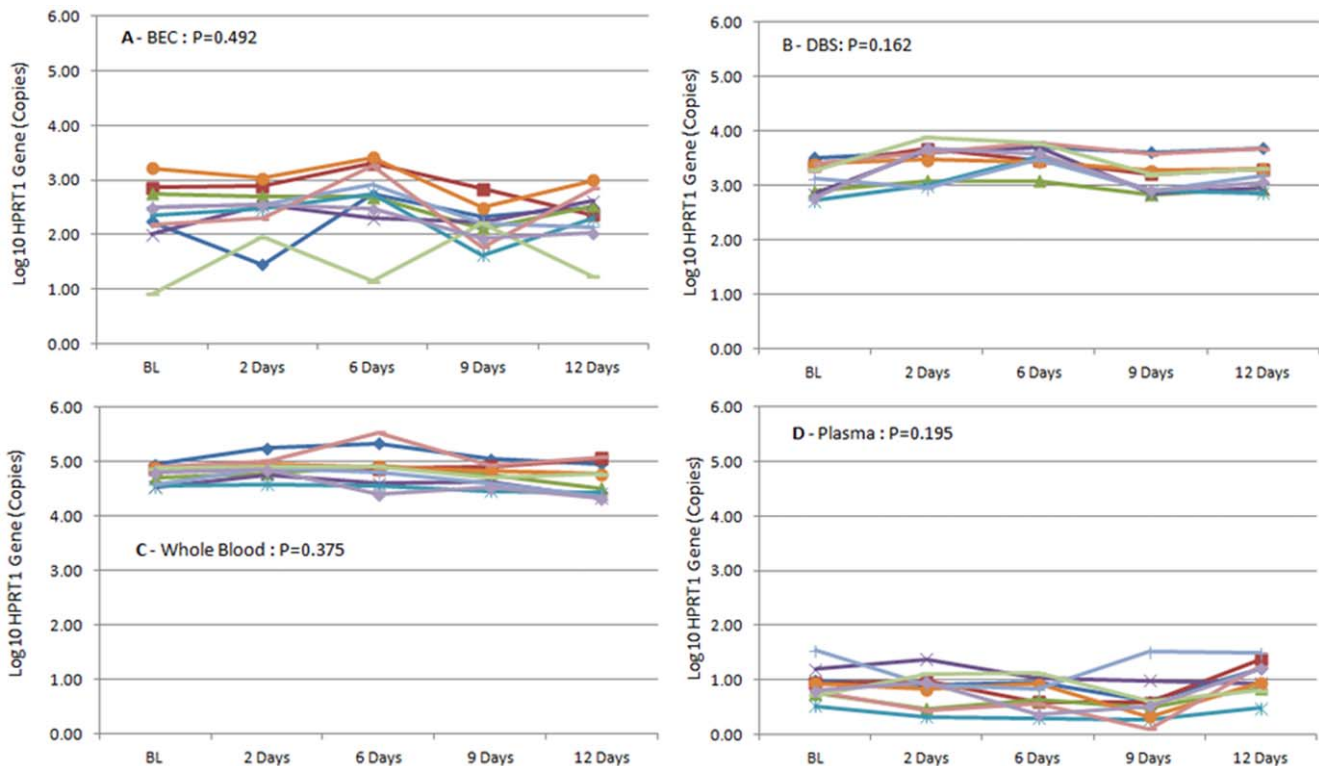 A - BEC : P=0.492
Log10 HPRT1 Gene (Copies)
6.00
5.00
4.00
3.00
2.00
1.00
0.00
BL 2 Days 6 Days 9 Days 12 Days
B - DBS: P=0.162
Log10 HPRT1 Gene (Copies)
6.00
5.00
4.00
3.00
2.00
1.00
0.00
BL 2 Days 6 Days 9 Days 12 Days
C - Whole Blood : P=0.375
Log10 HPRT1 Gene (Copies)
6.00
5.00
4.00
3.00
2.00
1.00
0.00
BL 2 Days 6 Days 9 Days 12 Days
D - Plasma : P=0.195
Log10 HPRT1 Gene (Copies)
6.00
5.00
4.00
3.00
2.00
1.00
0.00
BL 2 Days 6 Days 9 Days 12 Days